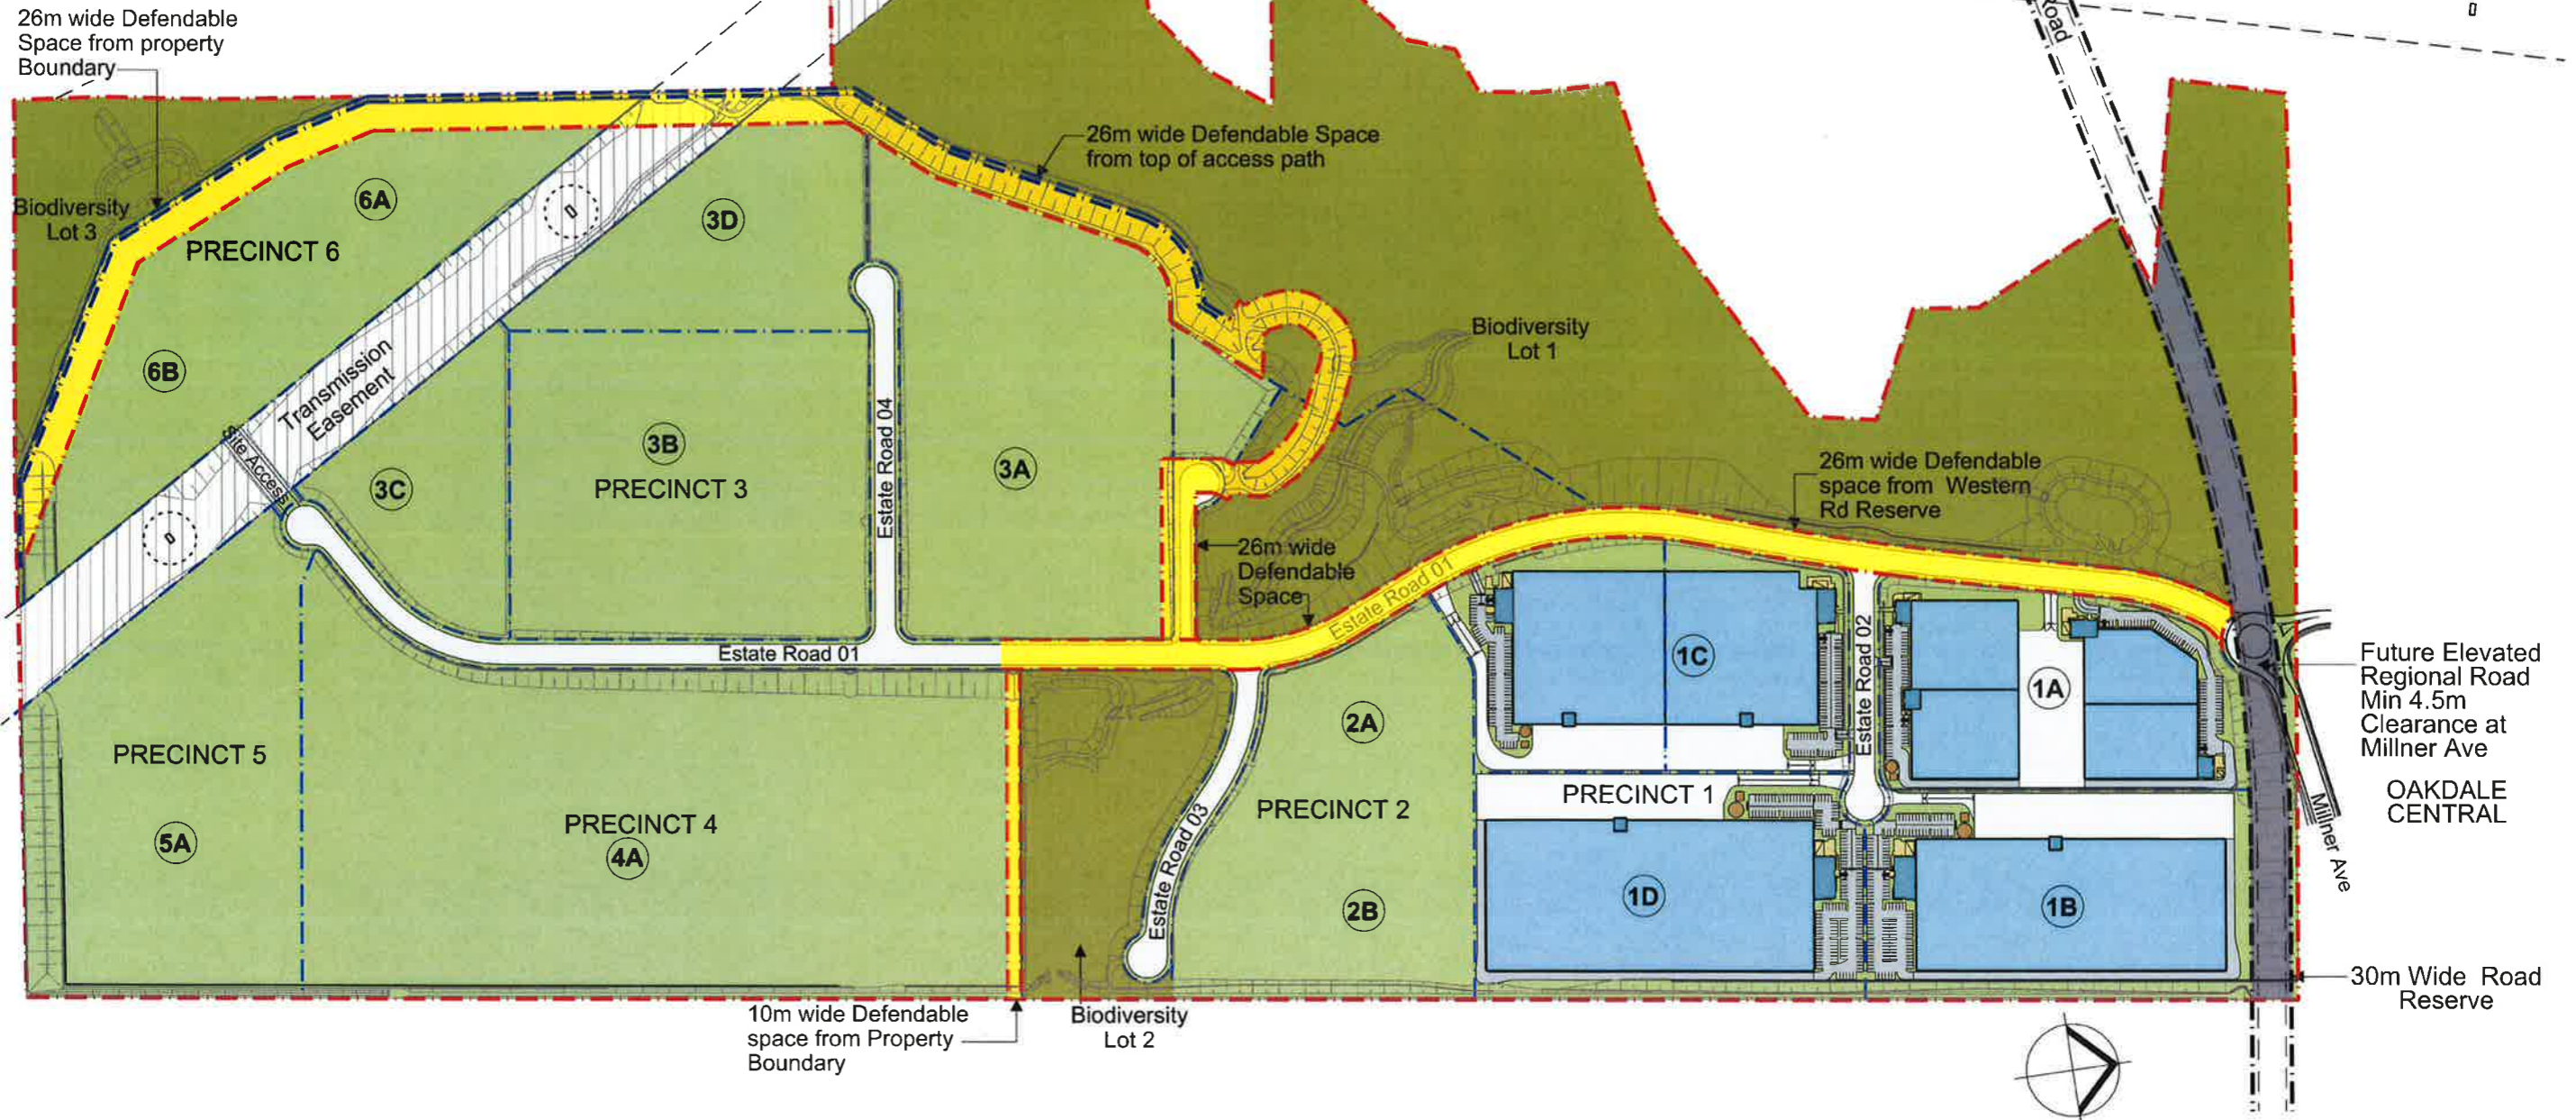 26m wide Defendable
Space from property
Boundary
Road
26m wide Defendable Space
from top of access path
Biodiversity
Lot 3
6A
PRECINCT 6
3D
6B
Transmission
Easement
Site Access
3C
3B
PRECINCT 3
Estate Road 04
3A
Biodiversity
Lot 1
26m wide
Defendable
Space
26m wide Defendable
space from Western
Rd Reserve
Estate Road 01
Estate Road 01
1C
Estate Road 02
1A
Future Elevated
Regional Road
Min 4.5m
Clearance at
Millner Ave
OAKDALE
CENTRAL
Millner Ave
PRECINCT 5
5A
PRECINCT 4
4A
Estate Road 03
2A
PRECINCT 2
2B
PRECINCT 1
1D
1B
30m Wide Road
Reserve
10m wide Defendable
space from Property
Boundary
Biodiversity
Lot 2